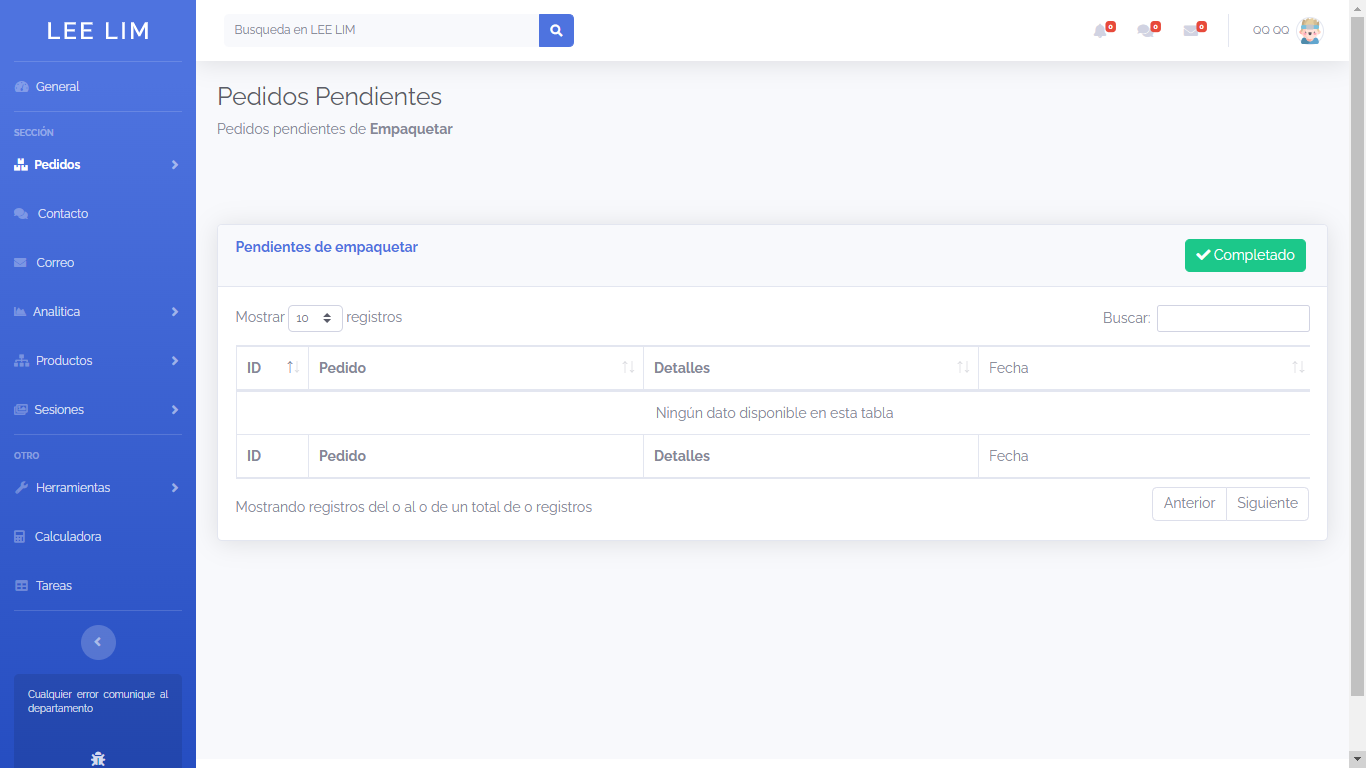 LEE LIM
Busqueda en LEE LIM
0
0
0
QQ QQ
General
SECCIÓN
Pedidos
Contacto
Correo
Analitica
Productos
Sesiones
OTRO
Herramientas
Calculadora
Tareas
Cualquier error comunique al
departamento
Pedidos Pendientes
Pedidos pendientes de Empaquetar
Pendientes de empaquetar
Completado
Mostrar 10 registros
Buscar:
ID Pedido Detalles Fecha
Ningún dato disponible en esta tabla
ID Pedido Detalles Fecha
Mostrando registros del 0 al 0 de un total de 0 registros
Anterior Siguiente